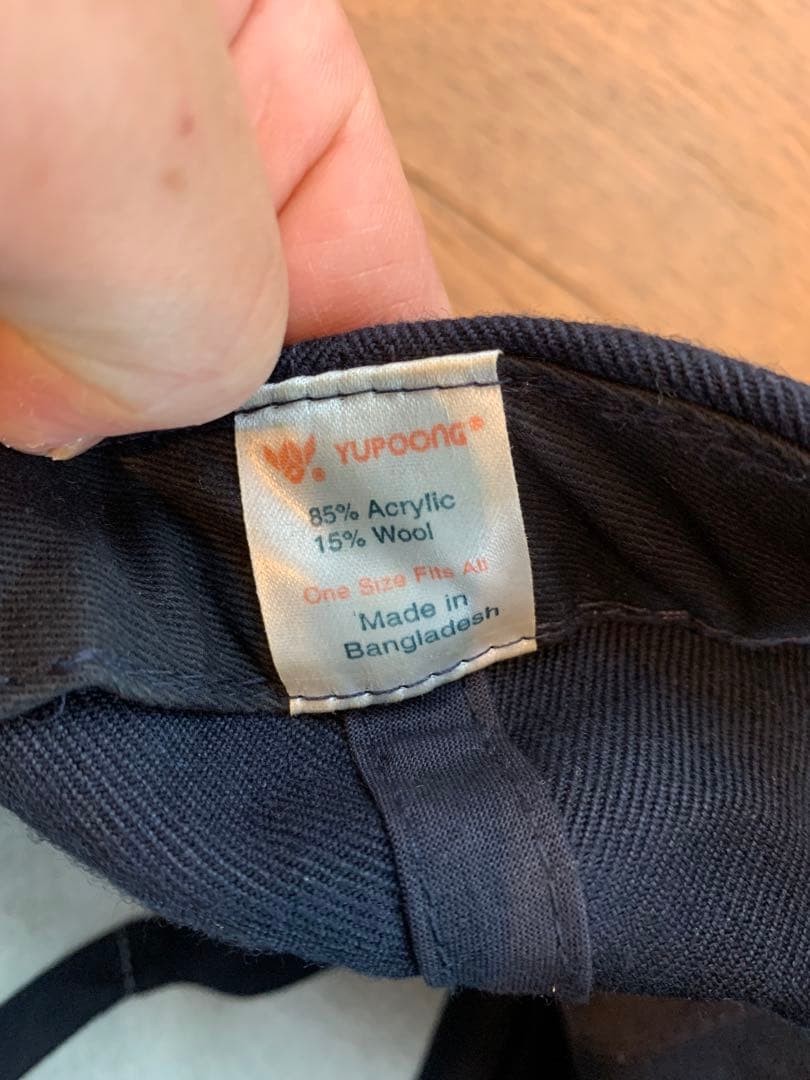 YUPOONG®
85% Acrylic
15% Wool
One Size Fits All
Made in
Bangladesh